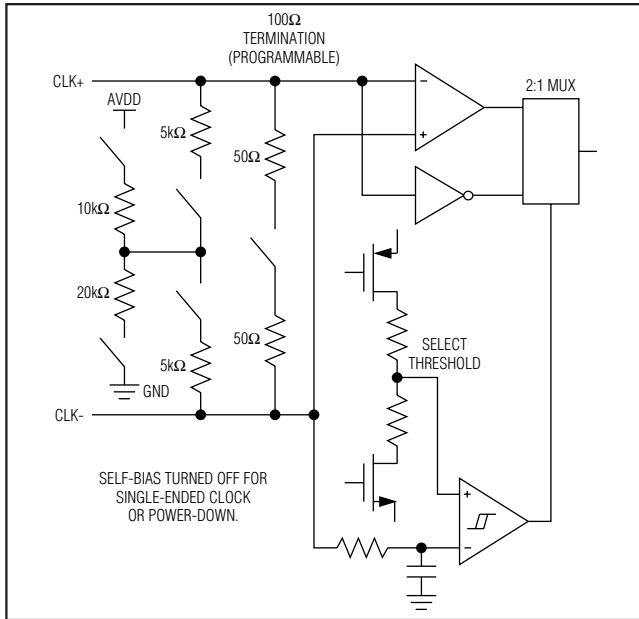 100Ω
TERMINATION
(PROGRAMMABLE)
CLK+
AVDD
2:1 MUX
5kΩ
50Ω
10kΩ
20kΩ
50Ω
SELECT
THRESHOLD
5kΩ
GND
CLK-
SELF-BIAS TURNED OFF FOR
SINGLE-ENDED CLOCK
OR POWER-DOWN.
−
+
+
−